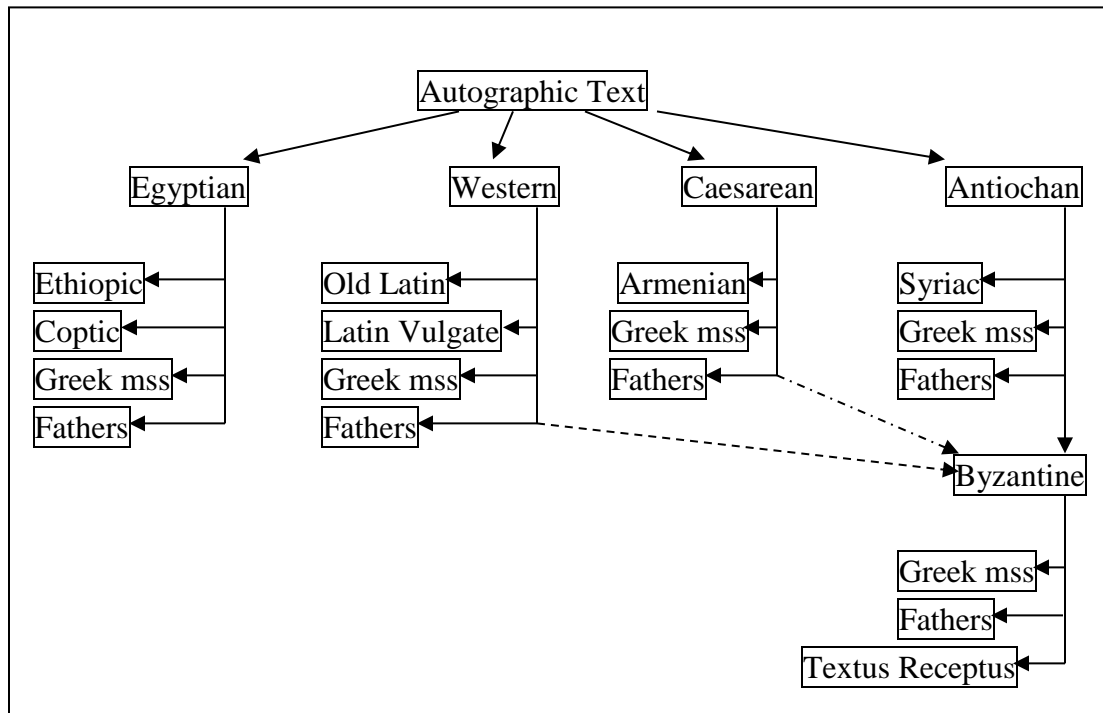 Autographic Text
Egyptian
Western
Caesarean
Antiochan
Ethiopic
Coptic
Greek mss
Fathers
Old Latin
Latin Vulgate
Greek mss
Fathers
Armenian
Greek mss
Fathers
Syriac
Greek mss
Fathers
Byzantine
Greek mss
Fathers
Textus Receptus